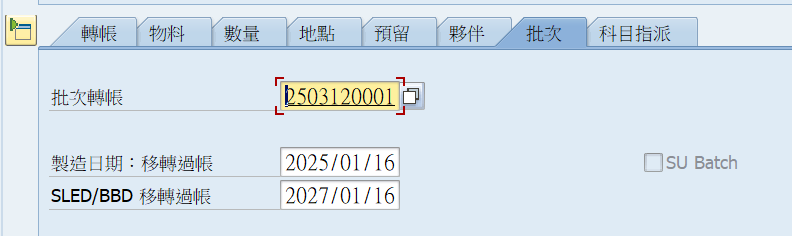 轉帳 物料 數量 地點 預留 夥伴 批次 科目指派
批次轉帳 2503120001
製造日期：移轉過帳 2025/01/16 SU Batch
SLED/BBD 移轉過帳 2027/01/16